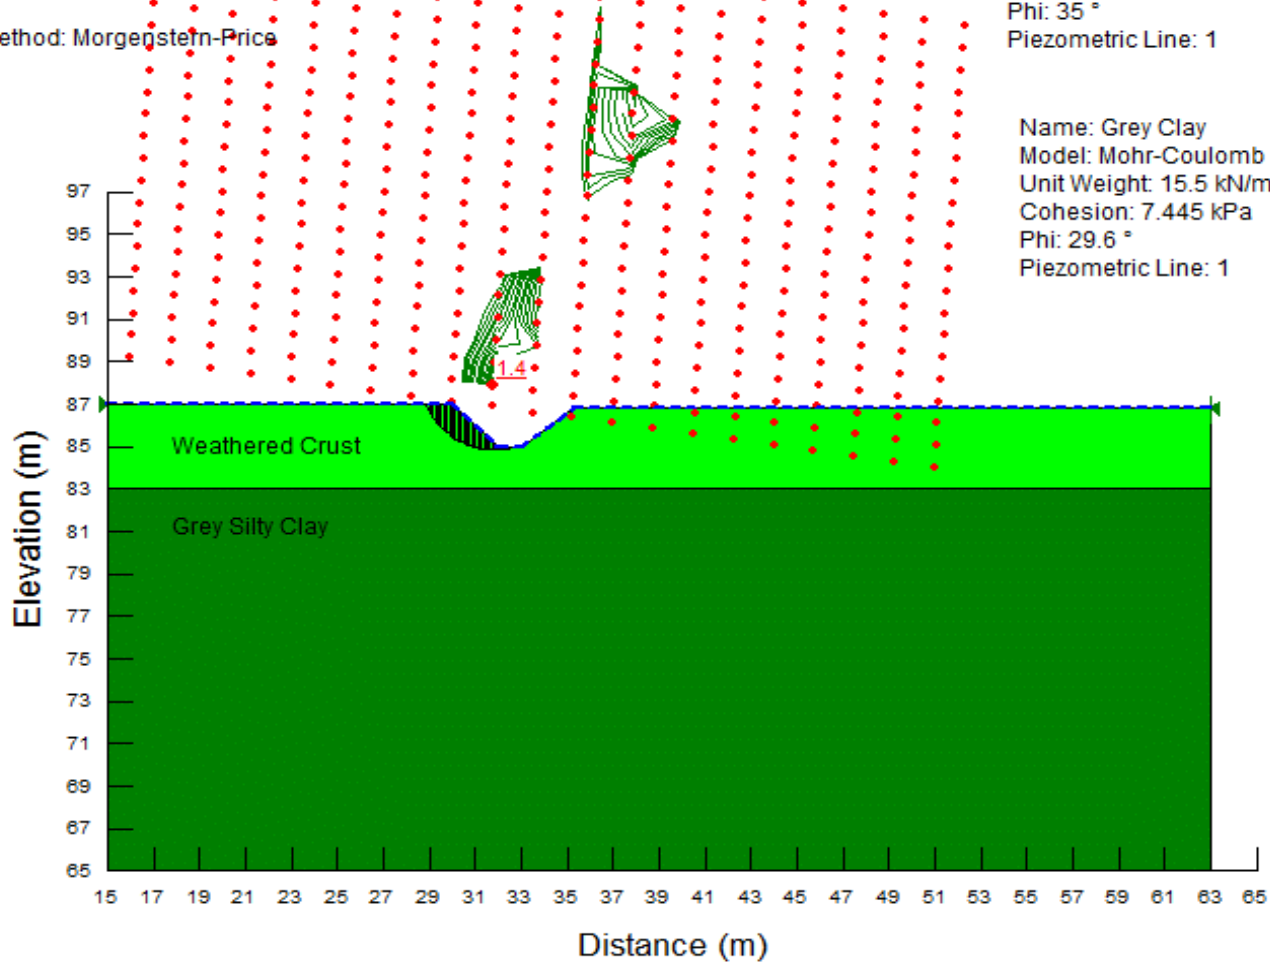 Phi: 35 °
ethod: Morgenstern-Price
Piezometric Line: 1
Name: Grey Clay
Model: Mohr-Coulomb
Unit Weight: 15.5 kN/m
Cohesion: 7.445 kPa
Phi: 29.6 °
Piezometric Line: 1
97
95
93
91
89
1.4
87
85
83
81
79
77
75
73
71
69
67
65
Elevation (m)
Weathered Crust
Grey Silty Clay
15 17 19 21 23 25 27 29 31 33 35 37 39 41 43 45 47 49 51 53 55 57 59 61 63 65
Distance (m)